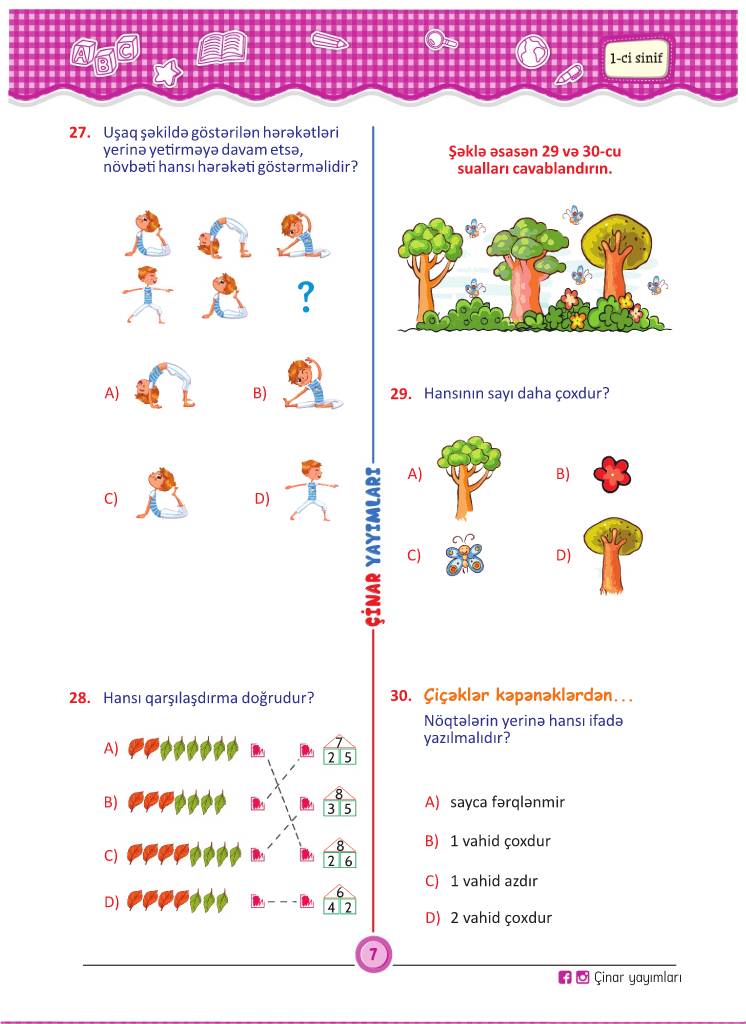 ABC
1-ci sinif
27. Uşaq şəkildə göstərilən hərəkətləri
yerinə yetirməyə davam etsə,
növbəti hansı hərəkəti göstərməlidir?
?
A)
B)
C)
D)
28. Hansı qarşılaşdırma doğrudur?
A)
7
2 5
B)
8
3 5
C)
8
2 6
D)
6
4 2
ÇİNAR YAYIMLARI
Şəklə əsasən 29 və 30-cu
sualları cavablandırın.
29. Hansının sayı daha çoxdur?
A)
B)
C)
D)
30. Çiçəklər kəpənəklərdən...
Nöqtələrin yerinə hansı ifadə
yazılmalıdır?
A) sayca fərqlənmir
B) 1 vahid çoxdur
C) 1 vahid azdır
D) 2 vahid çoxdur
7
Çinar yayımları